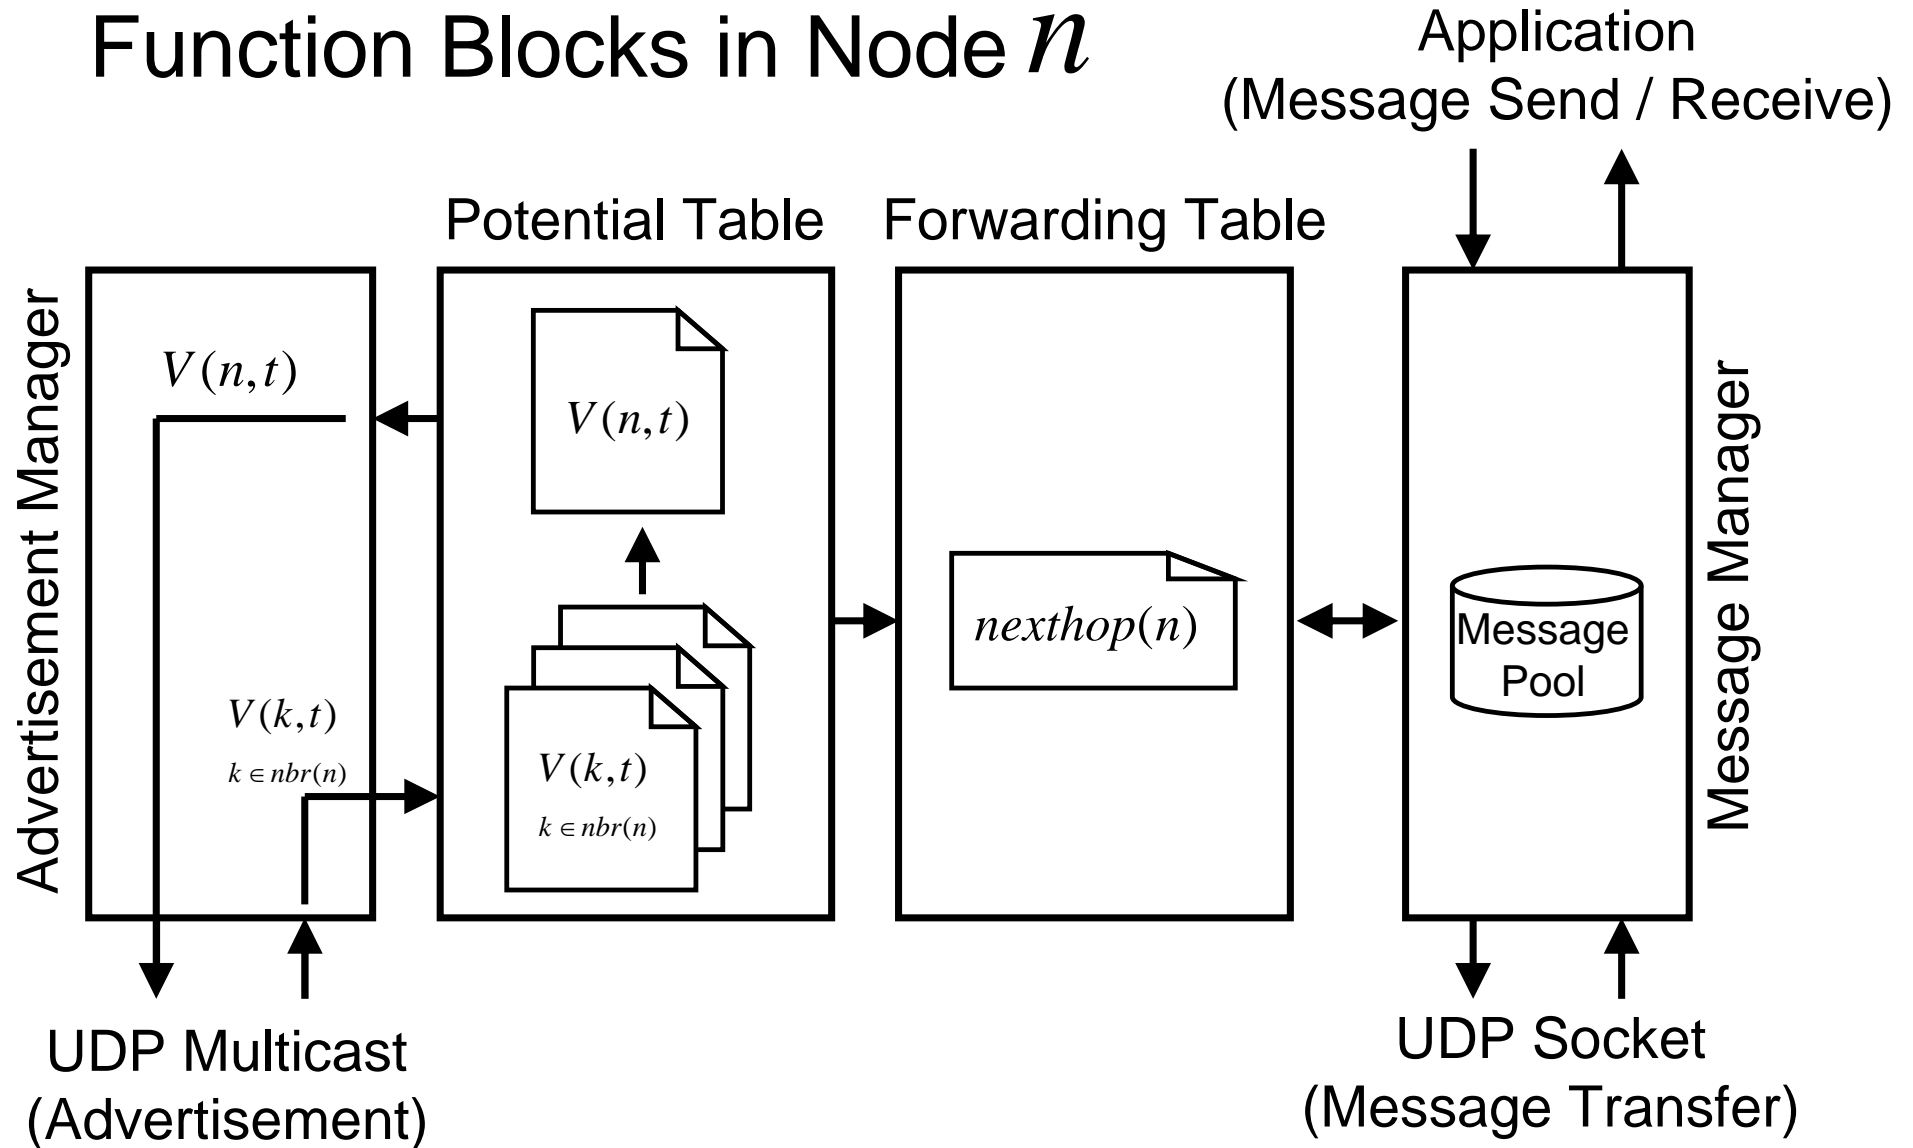 Function Blocks in Node n
Application
(Message Send / Receive)
Potential Table
Forwarding Table
Advertisement Manager
V(n,t)
V(k,t)
k ∈ nbr(n)
V(n,t)
V(k,t)
k ∈ nbr(n)
nexthop(n)
Message
Pool
Message Manager
UDP Multicast
(Advertisement)
UDP Socket
(Message Transfer)